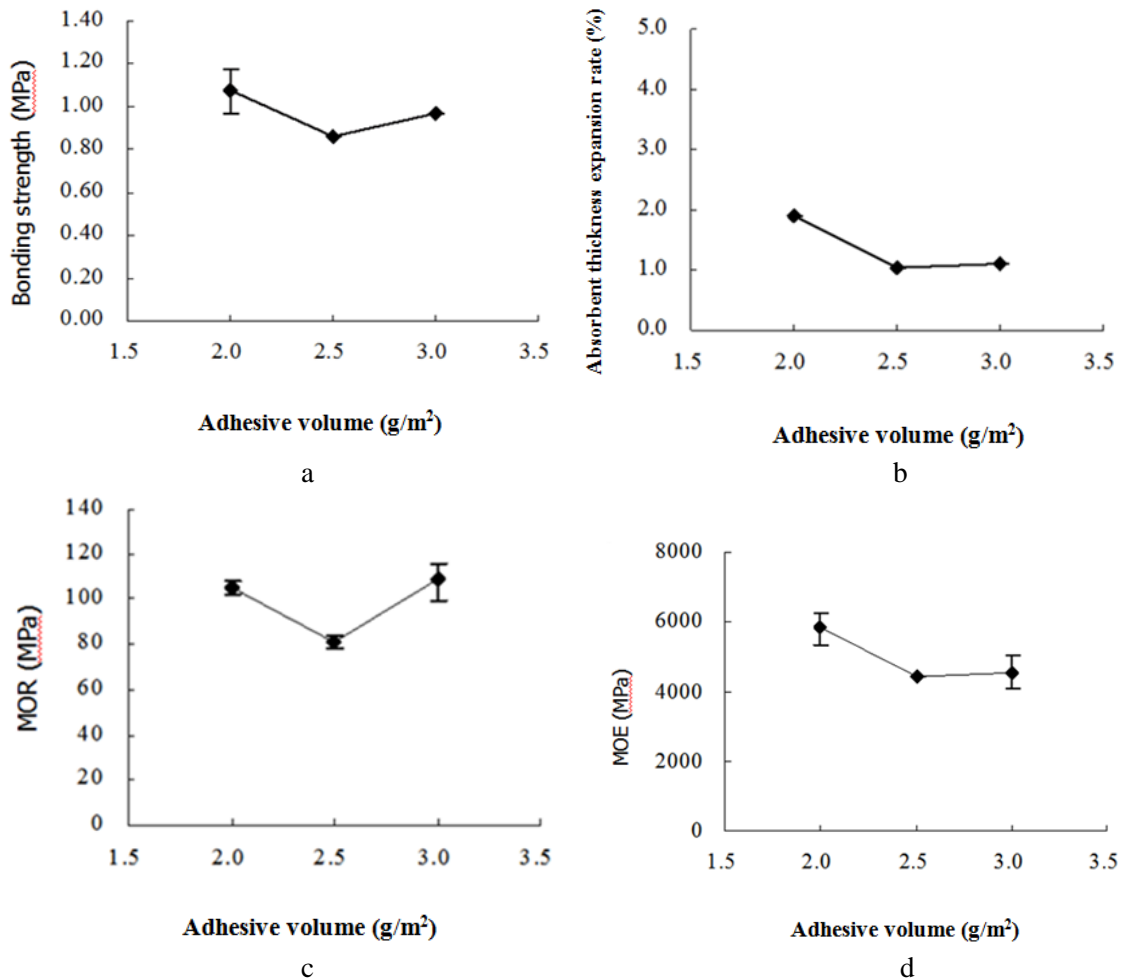 Bonding strength (MPa)
1.40
1.20
1.00
0.80
0.60
0.40
0.20
0.00
1.5 2.0 2.5 3.0 3.5
Adhesive volume (g/m²)
a
Absorbent thickness expansion rate (%)
5.0
4.0
3.0
2.0
1.0
0.0
1.5 2.0 2.5 3.0 3.5
Adhesive volume (g/m²)
b
MOR (MPa)
140
120
100
80
60
40
20
0
1.5 2.0 2.5 3.0 3.5
Adhesive volume (g/m²)
c
MOE (MPa)
8000
6000
4000
2000
0
1.5 2.0 2.5 3.0 3.5
Adhesive volume (g/m²)
d